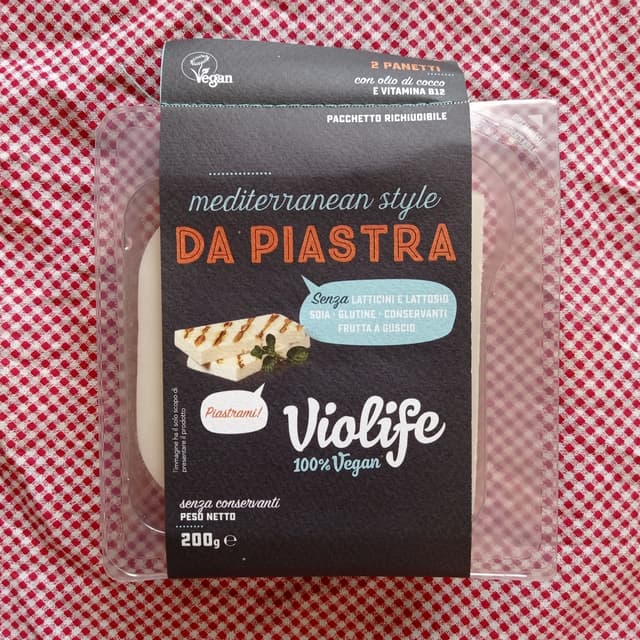 Vegan
2 PANETTI
con olio di cocco
E VITAMINA B12
PACCHETTO RICHIUDIBILE
mediterranean style
DA PIASTRA
Senza LATTICINI E LATTOSIO
SOIA · GLUTINE · CONSERVANTI
FRUTTA A GUSCIO
Piastrami!
Violife
100% Vegan
l'immagine ha il solo scopo di
presentare il prodotto
senza conservanti
PESO NETTO
200g ℮